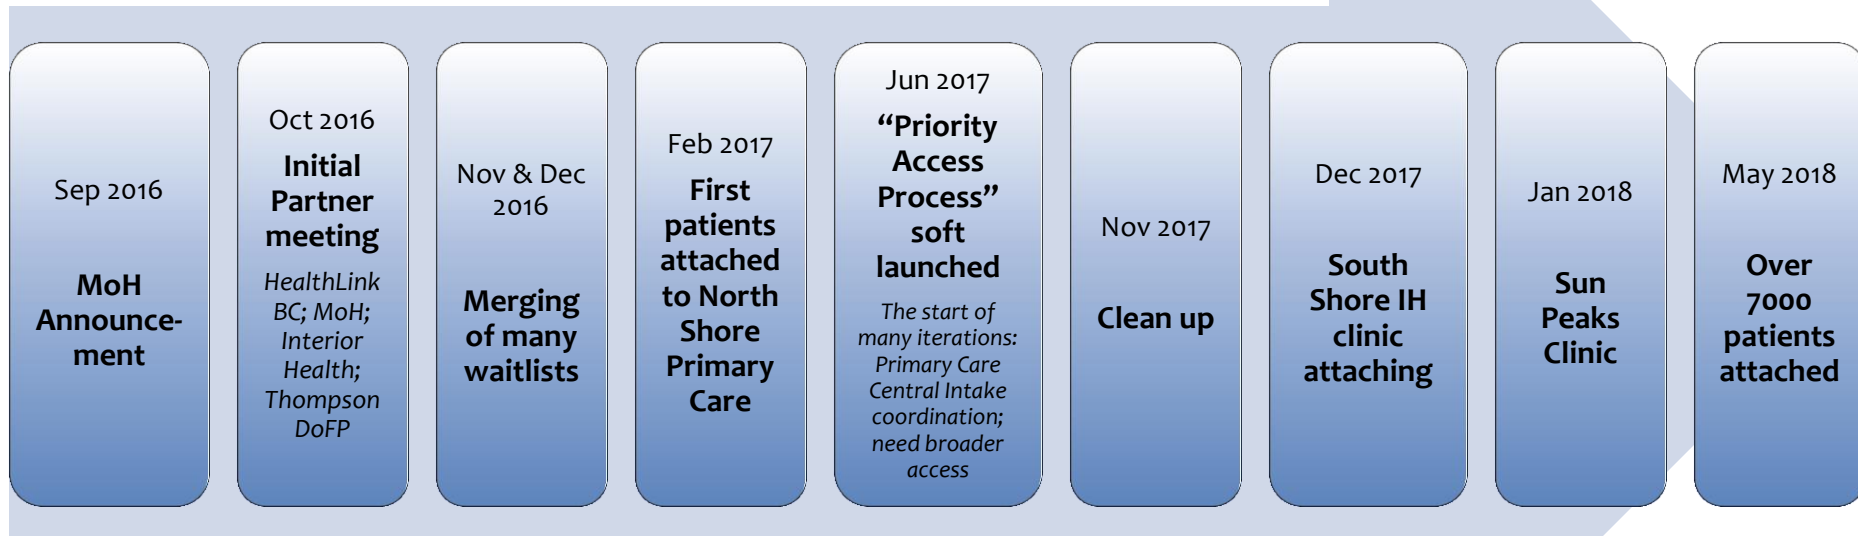 Sep 2016
MoH
Announce-
ment
Oct 2016
Initial
Partner
meeting
HealthLink
BC; MoH;
Interior
Health;
Thompson
DoFP
Nov & Dec
2016
Merging
of many
waitlists
Feb 2017
First
patients
attached
to North
Shore
Primary
Care
Jun 2017
“Priority
Access
Process”
soft
launched
The start of
many iterations:
Primary Care
Central Intake
coordination;
need broader
access
Nov 2017
Clean up
Dec 2017
South
Shore IH
clinic
attaching
Jan 2018
Sun
Peaks
Clinic
May 2018
Over
7000
patients
attached